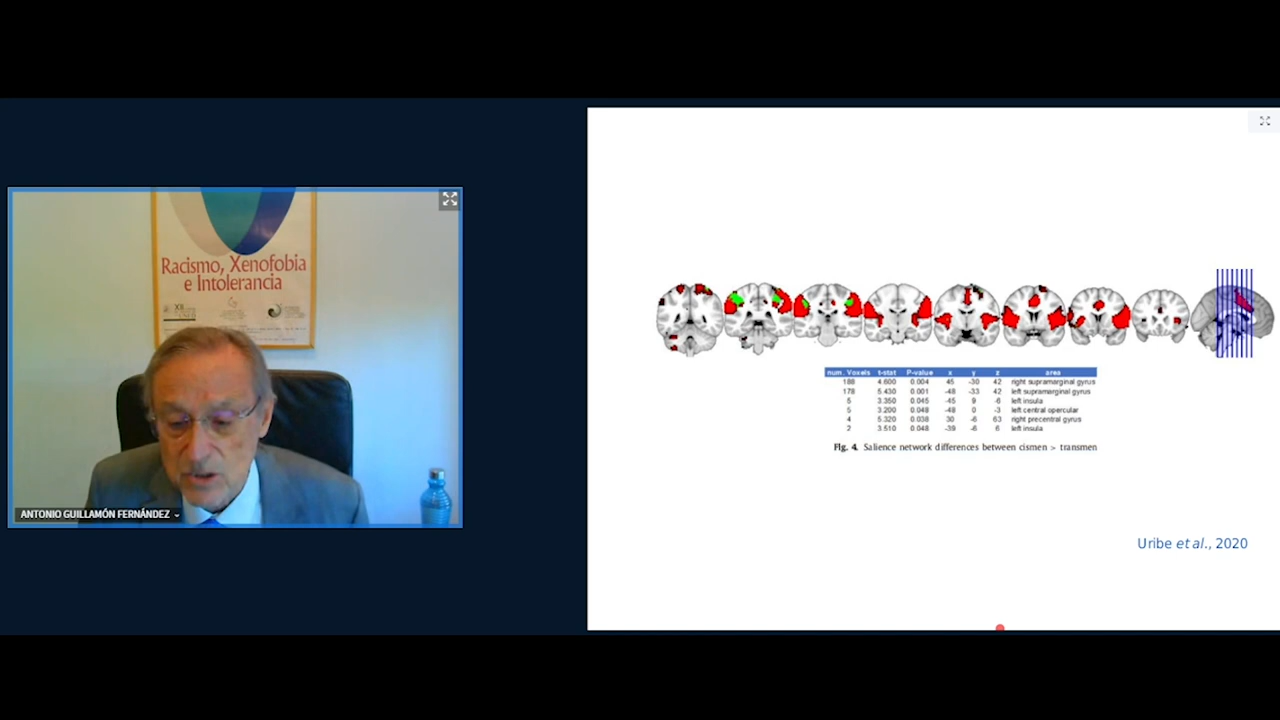 Racismo, Xenofobia
e Intolerancia
XII
ANTONIO GUILLAMÓN FERNÁNDEZ
num. Voxels t-stat P-value x y z area
188 4.600 0.004 45 -30 42 right supramarginal gyrus
178 5.430 0.001 -48 -33 42 left supramarginal gyrus
5 3.350 0.045 -45 9 -6 left insula
5 3.200 0.048 -48 0 -3 left central opercular
4 5.320 0.038 30 -6 63 right precentral gyrus
2 3.510 0.048 -39 -6 6 left insula
Fig. 4. Salience network differences between cismen > transmen
Uribe et al., 2020